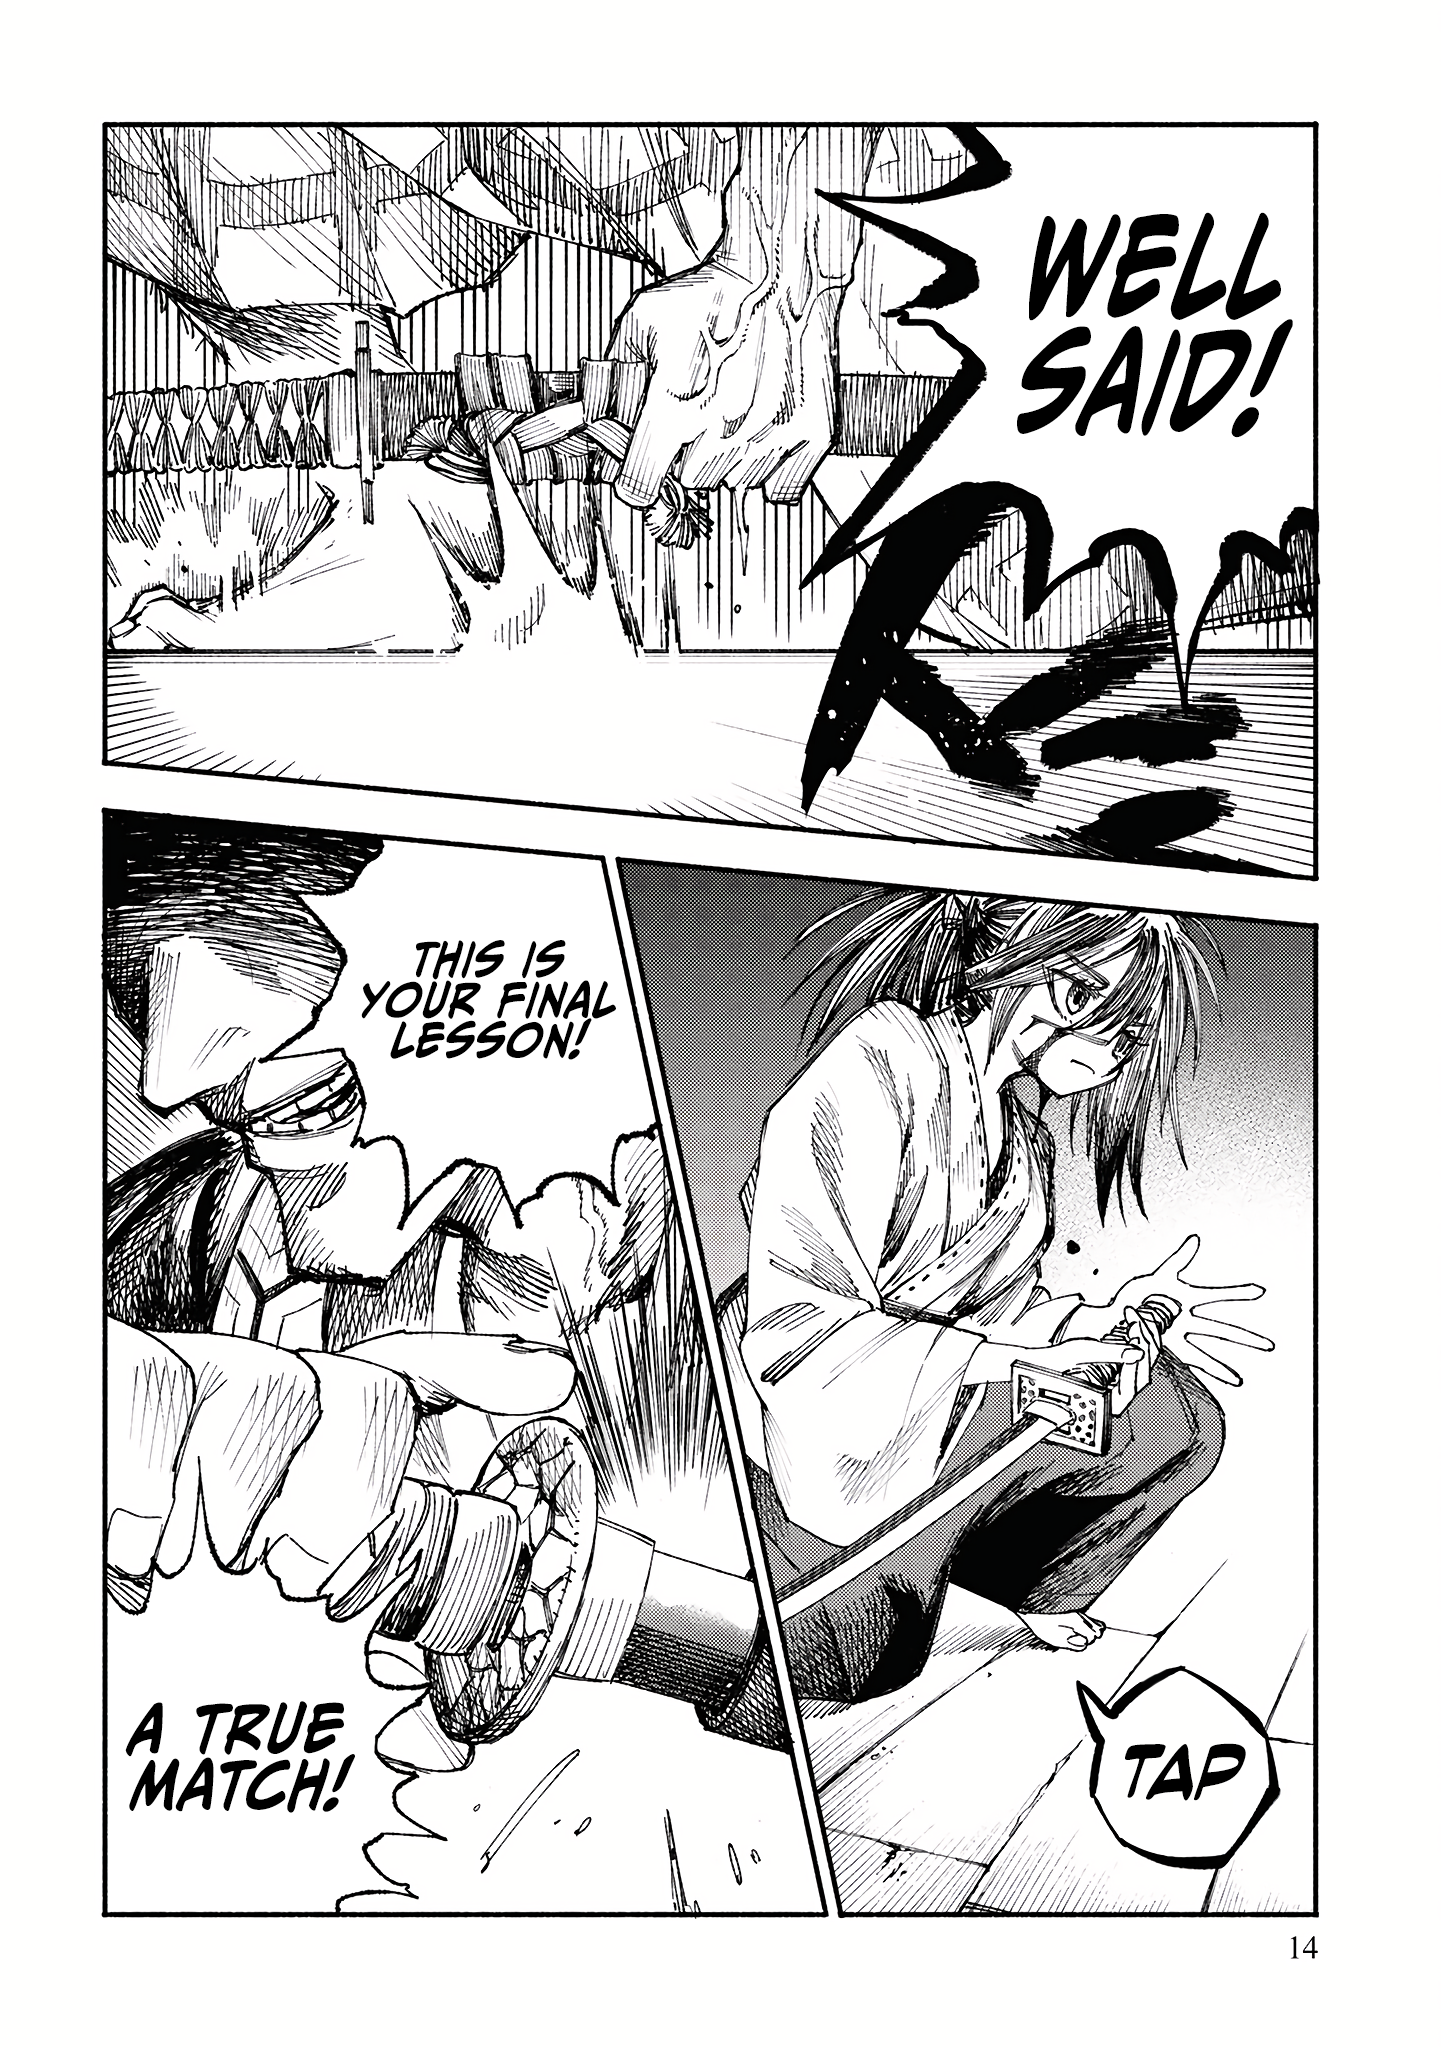 WELL
SAID!
TAP
THIS IS
YOUR FINAL
LESSON!
A TRUE
MATCH!
14